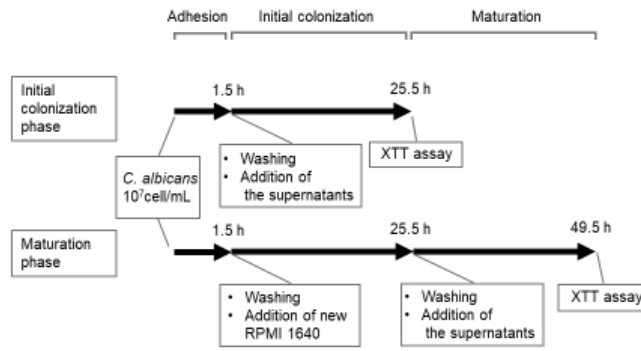 Adhesion
Initial colonization
Maturation
Initial
colonization
phase
1.5 h
25.5 h
• Washing
• Addition of
the supernatants
XTT assay
C. albicans
10⁷cell/mL
Maturation
phase
1.5 h
25.5 h
49.5 h
• Washing
• Addition of new
RPMI 1640
• Washing
• Addition of
the supernatants
XTT assay